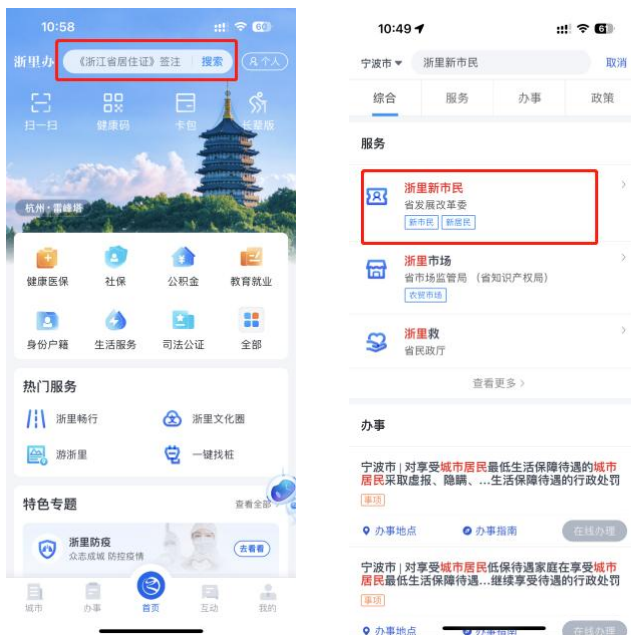 10:58
60
浙里办
《浙江省居住证》签注
搜索
个人
扫一扫
健康码
卡包
长辈版
杭州·雷峰塔
健康医保
社保
公积金
教育就业
身份户籍
生活服务
司法公证
全部
热门服务
浙里畅行
浙里文化圈
游浙里
一键找桩
特色专题
查看全部
浙里防疫
众志成城 防控疫情
去看看
城市
办事
首页
互动
我的
10:49
61
宁波市
浙里新市民
取消
综合
服务
办事
政策
服务
浙里新市民
省发展改革委
新市民
新居民
浙里市场
省市场监管局 （省知识产权局）
农贸市场
浙里救
省民政厅
查看更多 >
办事
宁波市 | 对享受城市居民最低生活保障待遇的城市
居民采取虚报、隐瞒、...生活保障待遇的行政处罚
事项
办事地点
办事指南
在线办理
宁波市 | 对享受城市居民低保待遇家庭在享受城市
居民最低生活保障待遇...继续享受待遇的行政处罚
事项
办事地点
办事指南
在线办理